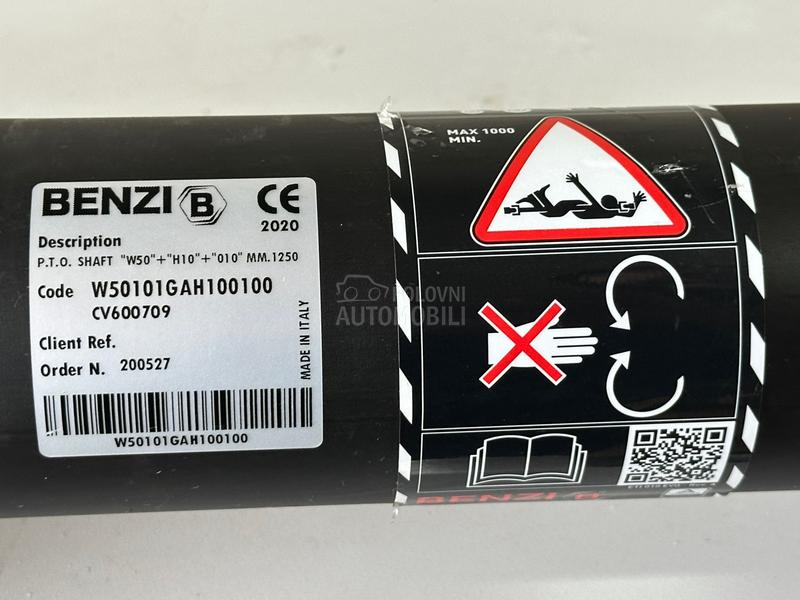 BENZI B CE
2020
Description
P.T.O. SHAFT "W50"+"H10"+"010" MM.1250
Code W50101GAH100100
CV600709
Client Ref.
Order N. 200527
MADE IN ITALY
W50101GAH100100
MAX 1000
MIN.
BENZI B
POLOVNI
AUTOMOBILI